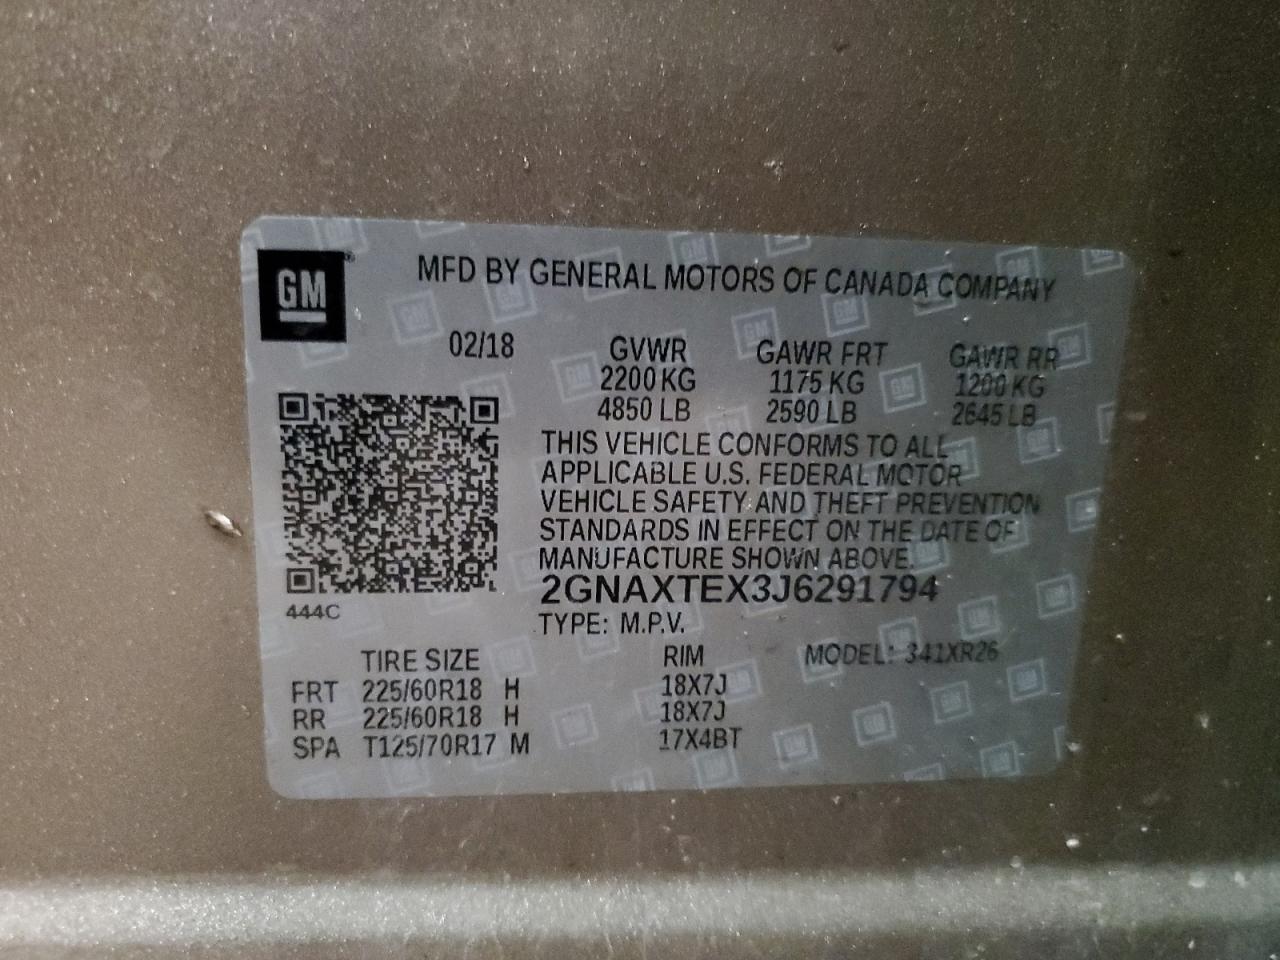 GM
MFD BY GENERAL MOTORS OF CANADA COMPANY
02/18 GVWR GAWR FRT GAWR RR
2200 KG 1175 KG 1200 KG
4850 LB 2590 LB 2645 LB
THIS VEHICLE CONFORMS TO ALL
APPLICABLE U.S. FEDERAL MOTOR
VEHICLE SAFETY AND THEFT PREVENTION
STANDARDS IN EFFECT ON THE DATE OF
MANUFACTURE SHOWN ABOVE.
2GNAXTEX3J6291794
444C
TYPE: M.P.V.
TIRE SIZE RIM MODEL: 341XR26
FRT 225/60R18 H 18X7J
RR 225/60R18 H 18X7J
SPA T125/70R17 M 17X4BT